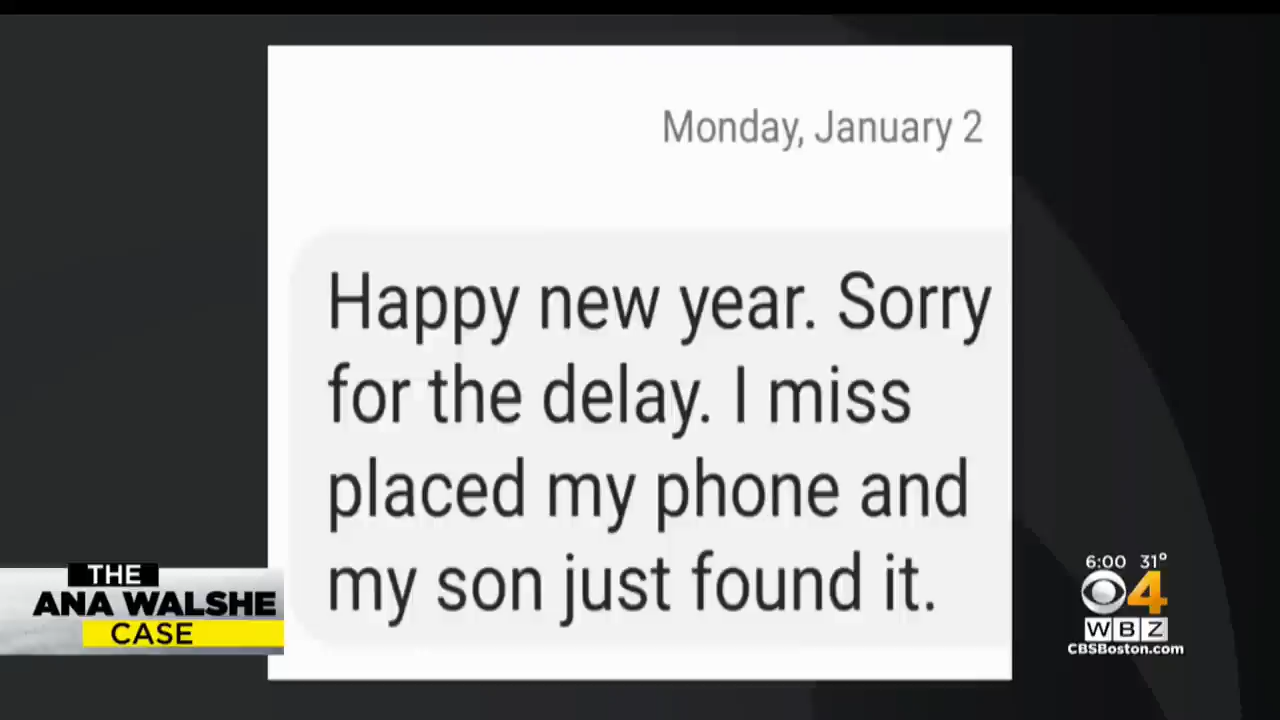 Monday, January 2
Happy new year. Sorry
for the delay. I miss
placed my phone and
my son just found it.
THE
ANA WALSHE
CASE
6:00 31°
4
WBZ
CBSBoston.com